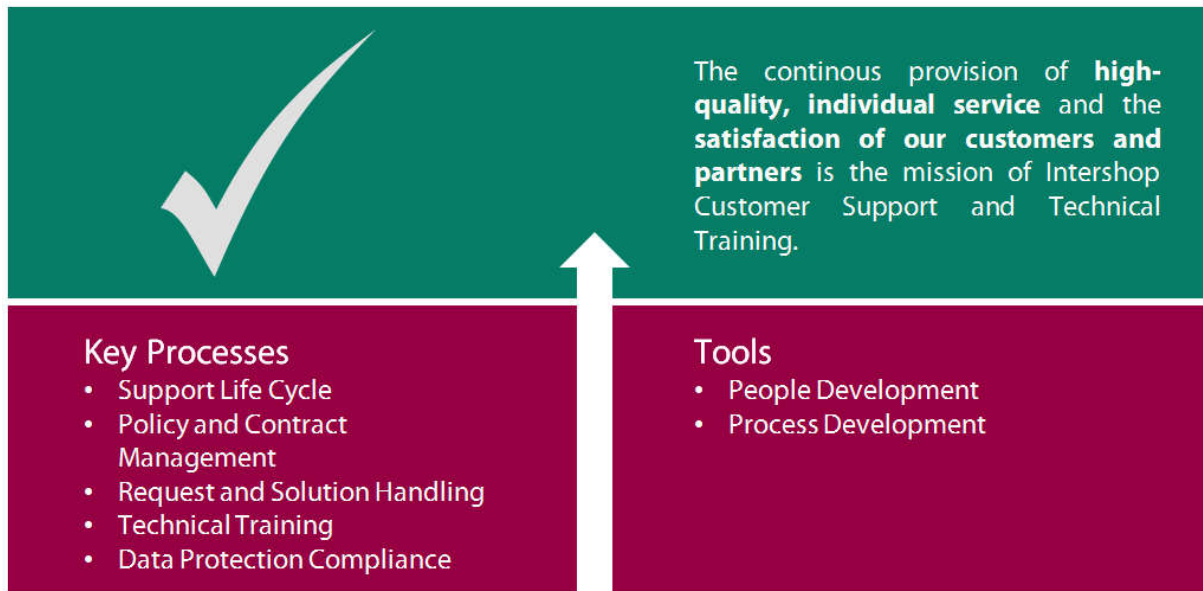 The continous provision of high-
quality, individual service and the
satisfaction of our customers and
partners is the mission of Intershop
Customer Support and Technical
Training.
Key Processes
• Support Life Cycle
• Policy and Contract
Management
• Request and Solution Handling
• Technical Training
• Data Protection Compliance
Tools
• People Development
• Process Development